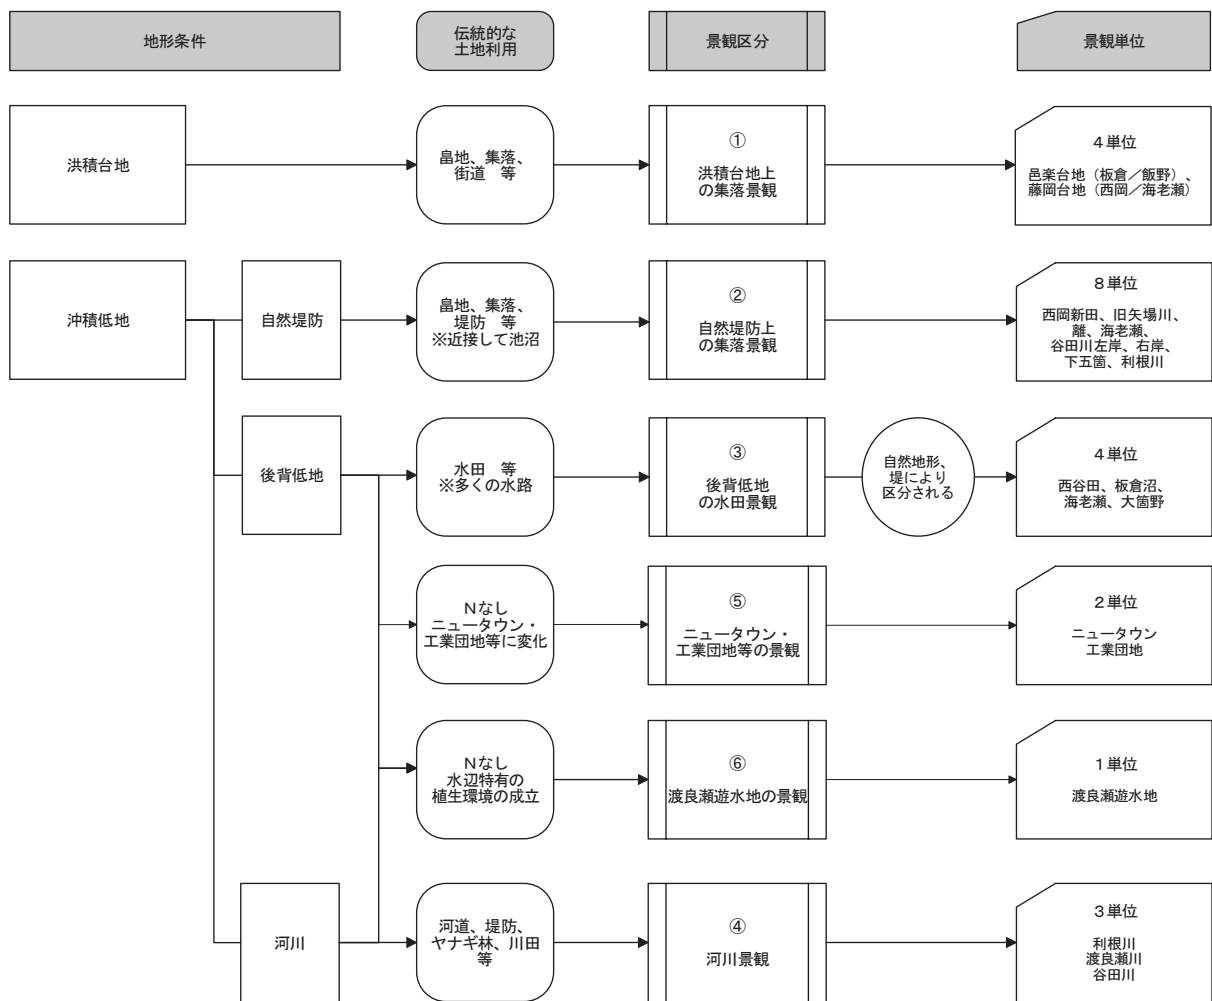 地形条件
伝統的な
土地利用
景観区分
景観単位
洪積台地
畠地、集落、
街道　等
①
洪積台地上
の集落景観
4単位
邑楽台地（板倉／飯野）、
藤岡台地（西岡／海老瀬）
沖積低地
自然堤防
畠地、集落、
堤防　等
※近接して池沼
②
自然堤防上
の集落景観
8単位
西岡新田、旧矢場川、
離、海老瀬、
谷田川左岸、右岸、
下五箇、利根川
後背低地
水田　等
※多くの水路
③
後背低地
の水田景観
自然地形、
堤により
区分される
4単位
西谷田、板倉沼、
海老瀬、大箇野
Nなし
ニュータウン・
工業団地等に変化
⑤
ニュータウン・
工業団地等の景観
2単位
ニュータウン
工業団地
Nなし
水辺特有の
植生環境の成立
⑥
渡良瀬遊水地の景観
1単位
渡良瀬遊水地
河川
河道、堤防、
ヤナギ林、川田
等
④
河川景観
3単位
利根川
渡良瀬川
谷田川